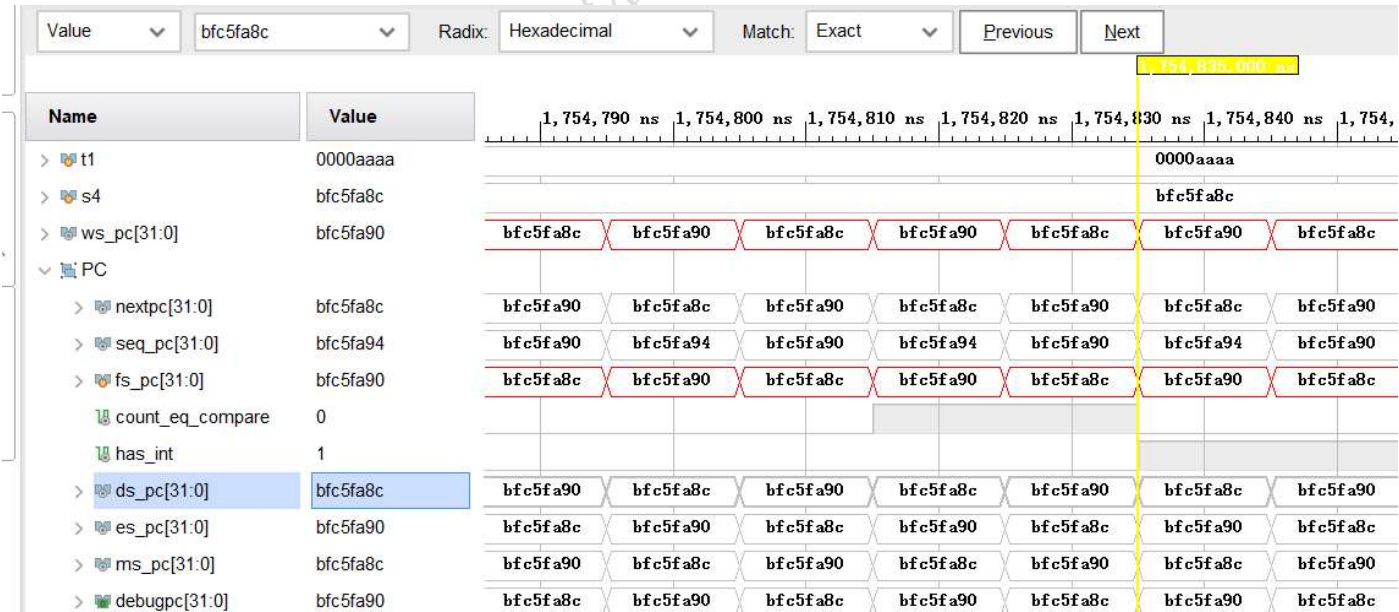 Value bfc5fa8c Radix: Hexadecimal Match: Exact Previous Next
1,754,835.000 ns
Name Value 1,754,790 ns 1,754,800 ns 1,754,810 ns 1,754,820 ns 1,754,830 ns 1,754,840 ns 1,754,
t1 0000aaaa 0000aaaa
s4 bfc5fa8c bfc5fa8c
ws_pc[31:0] bfc5fa90 bfc5fa8c bfc5fa90 bfc5fa8c bfc5fa90 bfc5fa8c bfc5fa90 bfc5fa8c
PC
nextpc[31:0] bfc5fa8c bfc5fa90 bfc5fa8c bfc5fa90 bfc5fa8c bfc5fa90 bfc5fa8c bfc5fa90
seq_pc[31:0] bfc5fa94 bfc5fa90 bfc5fa94 bfc5fa90 bfc5fa94 bfc5fa90 bfc5fa94 bfc5fa90
fs_pc[31:0] bfc5fa90 bfc5fa8c bfc5fa90 bfc5fa8c bfc5fa90 bfc5fa8c bfc5fa90 bfc5fa8c
count_eq_compare 0
has_int 1
ds_pc[31:0] bfc5fa8c bfc5fa90 bfc5fa8c bfc5fa90 bfc5fa8c bfc5fa90 bfc5fa8c bfc5fa90
es_pc[31:0] bfc5fa90 bfc5fa8c bfc5fa90 bfc5fa8c bfc5fa90 bfc5fa8c bfc5fa90 bfc5fa8c
ms_pc[31:0] bfc5fa8c bfc5fa90 bfc5fa8c bfc5fa90 bfc5fa8c bfc5fa90 bfc5fa8c bfc5fa90
debugpc[31:0] bfc5fa90 bfc5fa8c bfc5fa90 bfc5fa8c bfc5fa90 bfc5fa8c bfc5fa90 bfc5fa8c